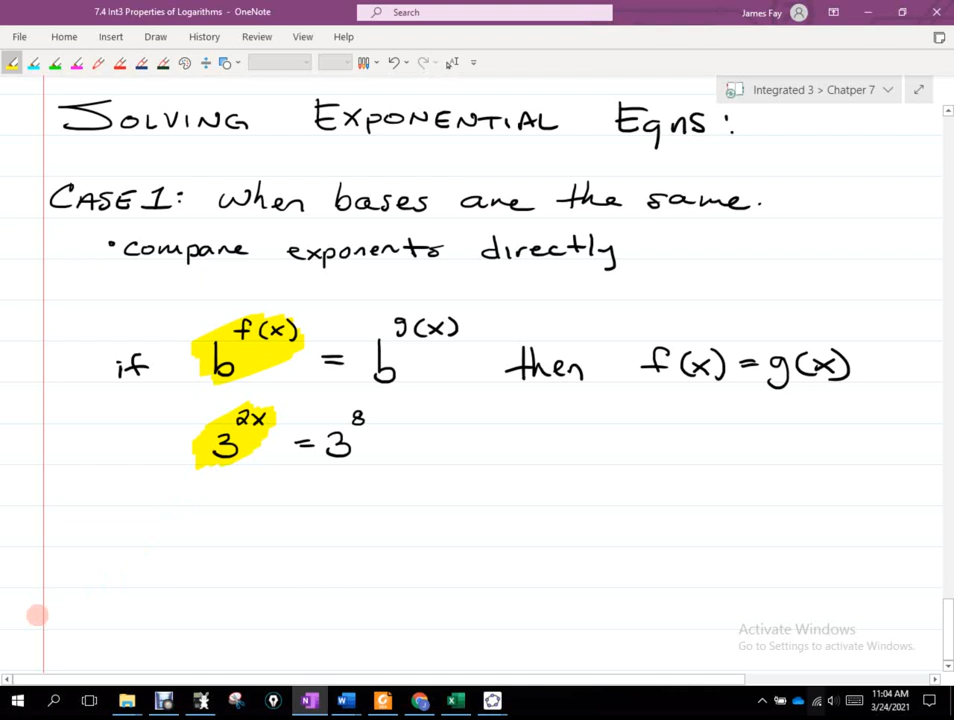 7.4 Int3 Properties of Logarithms - OneNote
Search
James Fay
File Home Insert Draw History Review View Help
Integrated 3 > Chatper 7
SOLVING EXPONENTIAL Eqns:
CASE 1: when bases are the same.
• compare exponents directly
if b^f(x) = b^g(x) then f(x) = g(x)
3^2x = 3^8
Activate Windows
Go to Settings to activate Windows.
11:04 AM
3/24/2021